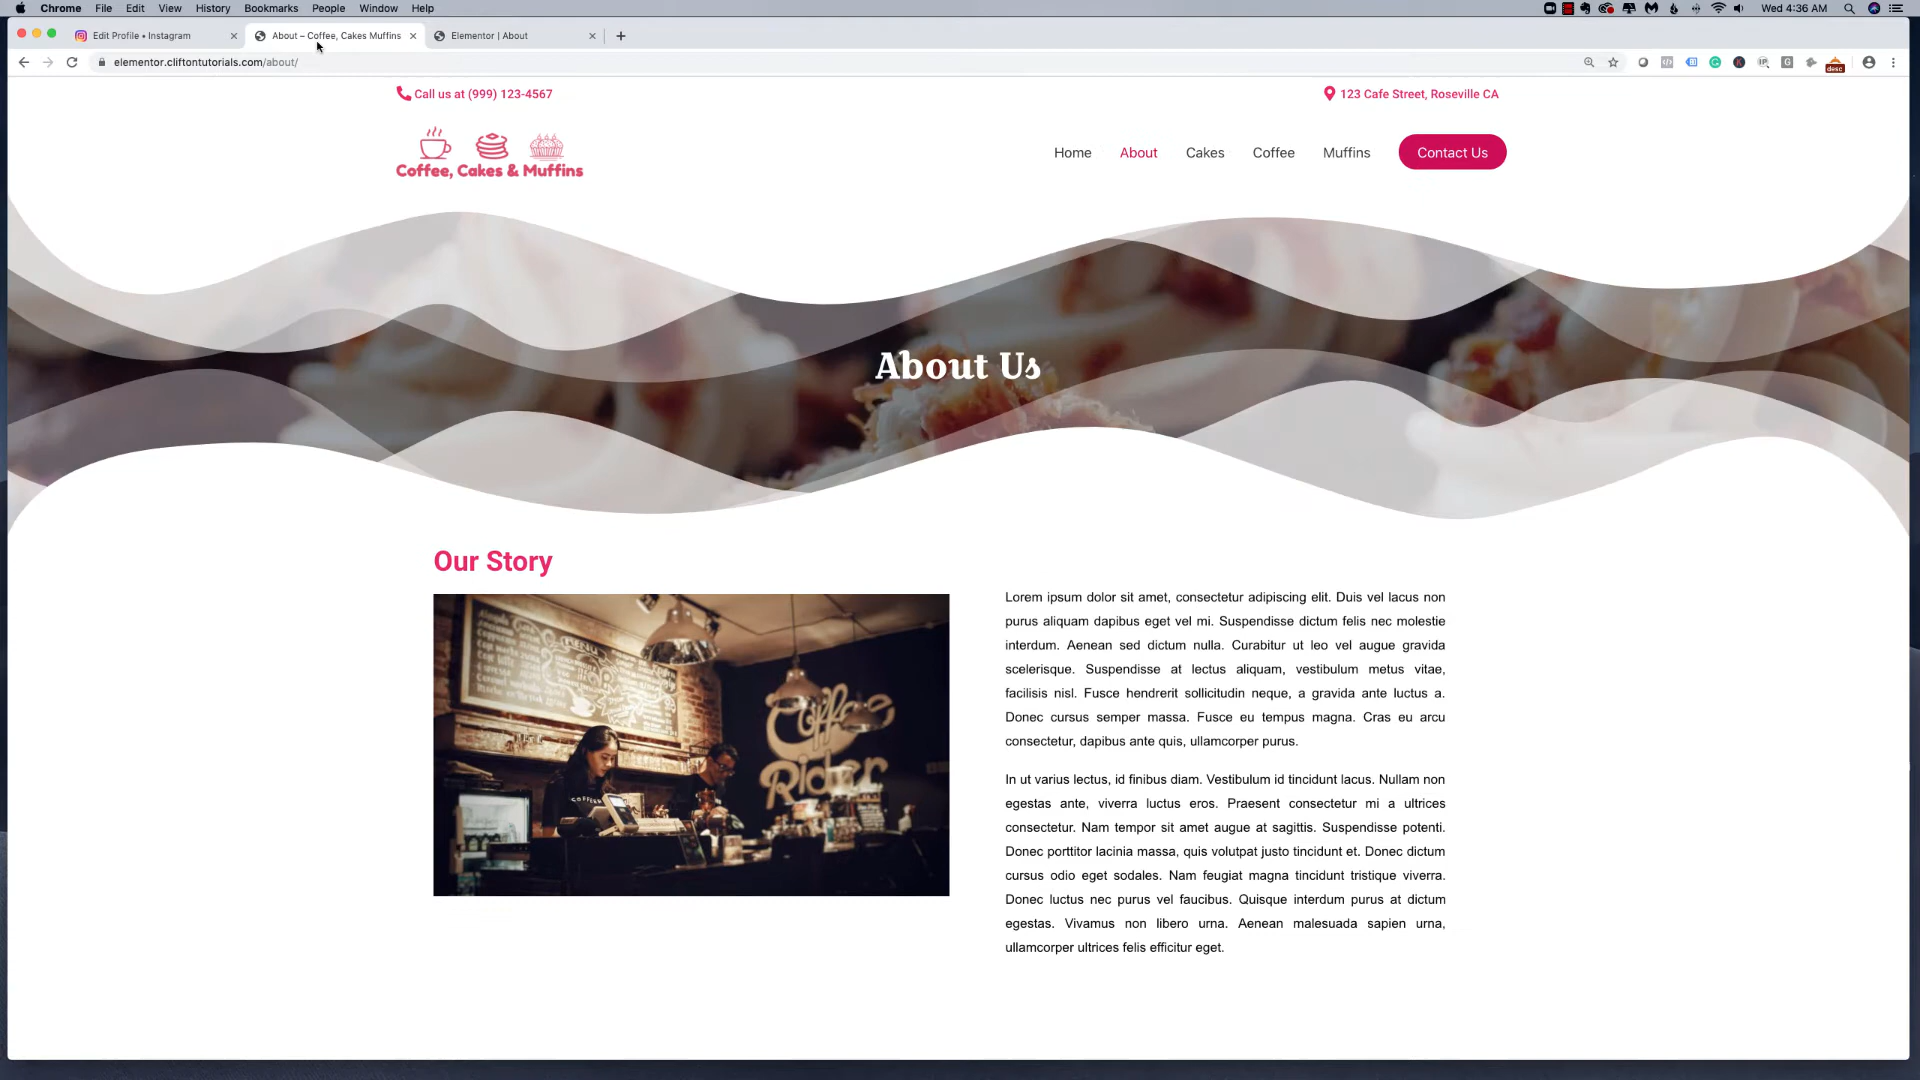 Chrome File Edit View History Bookmarks People Window Help
Wed 4:36 AM
Edit Profile • Instagram
About – Coffee, Cakes Muffins
Elementor | About
elementor.cliftontutorials.com/about/
desc
Call us at (999) 123-4567
123 Cafe Street, Roseville CA
Coffee, Cakes & Muffins
Home About Cakes Coffee Muffins Contact Us
About Us
Our Story
MENU
Coffee
Rider
Lorem ipsum dolor sit amet, consectetur adipiscing elit. Duis vel lacus non
purus aliquam dapibus eget vel mi. Suspendisse dictum felis nec molestie
interdum. Aenean sed dictum nulla. Curabitur ut leo vel augue gravida
scelerisque. Suspendisse at lectus aliquam, vestibulum metus vitae,
facilisis nisl. Fusce hendrerit sollicitudin neque, a gravida ante luctus a.
Donec cursus semper massa. Fusce eu tempus magna. Cras eu arcu
consectetur, dapibus ante quis, ullamcorper purus.
In ut varius lectus, id finibus diam. Vestibulum id tincidunt lacus. Nullam non
egestas ante, viverra luctus eros. Praesent consectetur mi a ultrices
consectetur. Nam tempor sit amet augue at sagittis. Suspendisse potenti.
Donec porttitor lacinia massa, quis volutpat justo tincidunt et. Donec dictum
cursus odio eget sodales. Nam feugiat magna tincidunt tristique viverra.
Donec luctus nec purus vel faucibus. Quisque interdum purus at dictum
egestas. Vivamus non libero urna. Aenean malesuada sapien urna,
ullamcorper ultrices felis efficitur eget.